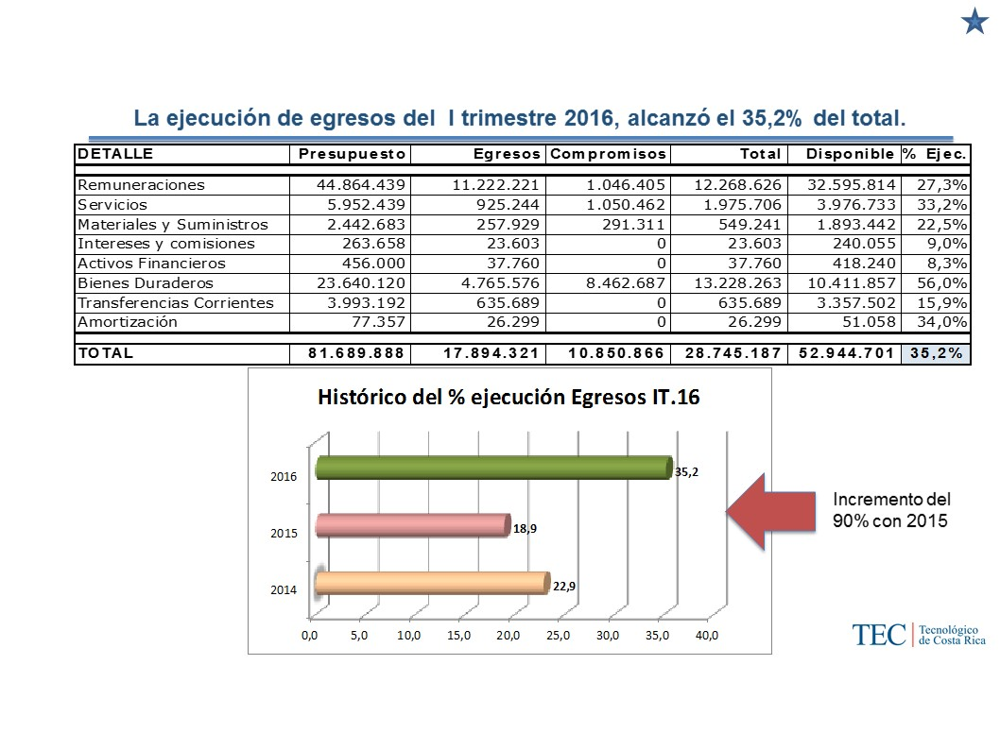 La ejecución de egresos del I trimestre 2016, alcanzó el 35,2% del total.
DETALLE Presupuesto Egresos Compromisos Total Disponible % Ejec.
Remuneraciones 44.864.439 11.222.221 1.046.405 12.268.626 32.595.814 27,3%
Servicios 5.952.439 925.244 1.050.462 1.975.706 3.976.733 33,2%
Materiales y Suministros 2.442.683 257.929 291.311 549.241 1.893.442 22,5%
Intereses y comisiones 263.658 23.603 0 23.603 240.055 9,0%
Activos Financieros 456.000 37.760 0 37.760 418.240 8,3%
Bienes Duraderos 23.640.120 4.765.576 8.462.687 13.228.263 10.411.857 56,0%
Transferencias Corrientes 3.993.192 635.689 0 635.689 3.357.502 15,9%
Amortización 77.357 26.299 0 26.299 51.058 34,0%
TOTAL 81.689.888 17.894.321 10.850.866 28.745.187 52.944.701 35,2%
Histórico del % ejecución Egresos IT.16
2016 35,2
2015 18,9
2014 22,9
0,0 5,0 10,0 15,0 20,0 25,0 30,0 35,0 40,0
Incremento del
90% con 2015
TEC Tecnológico
de Costa Rica